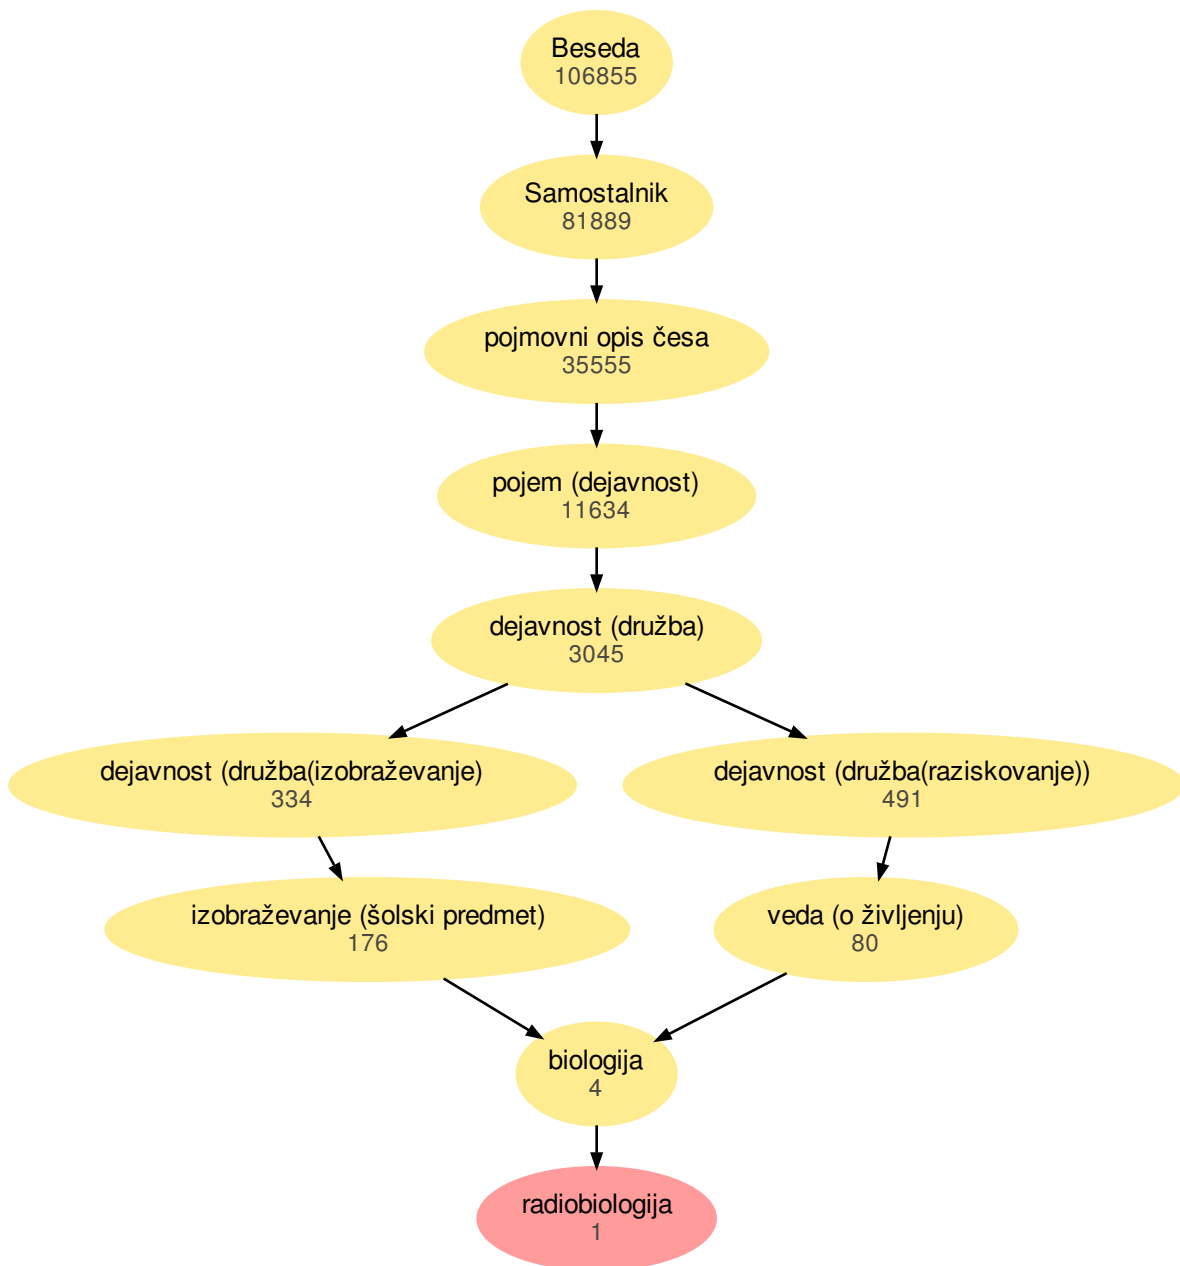 Beseda
106855
Samostalnik
81889
pojmovni opis česa
35555
pojem (dejavnost)
11634
dejavnost (družba)
3045
dejavnost (družba(izobraževanje)
334
dejavnost (družba(raziskovanje))
491
izobraževanje (šolski predmet)
176
veda (o življenju)
80
biologija
4
radiobiologija
1